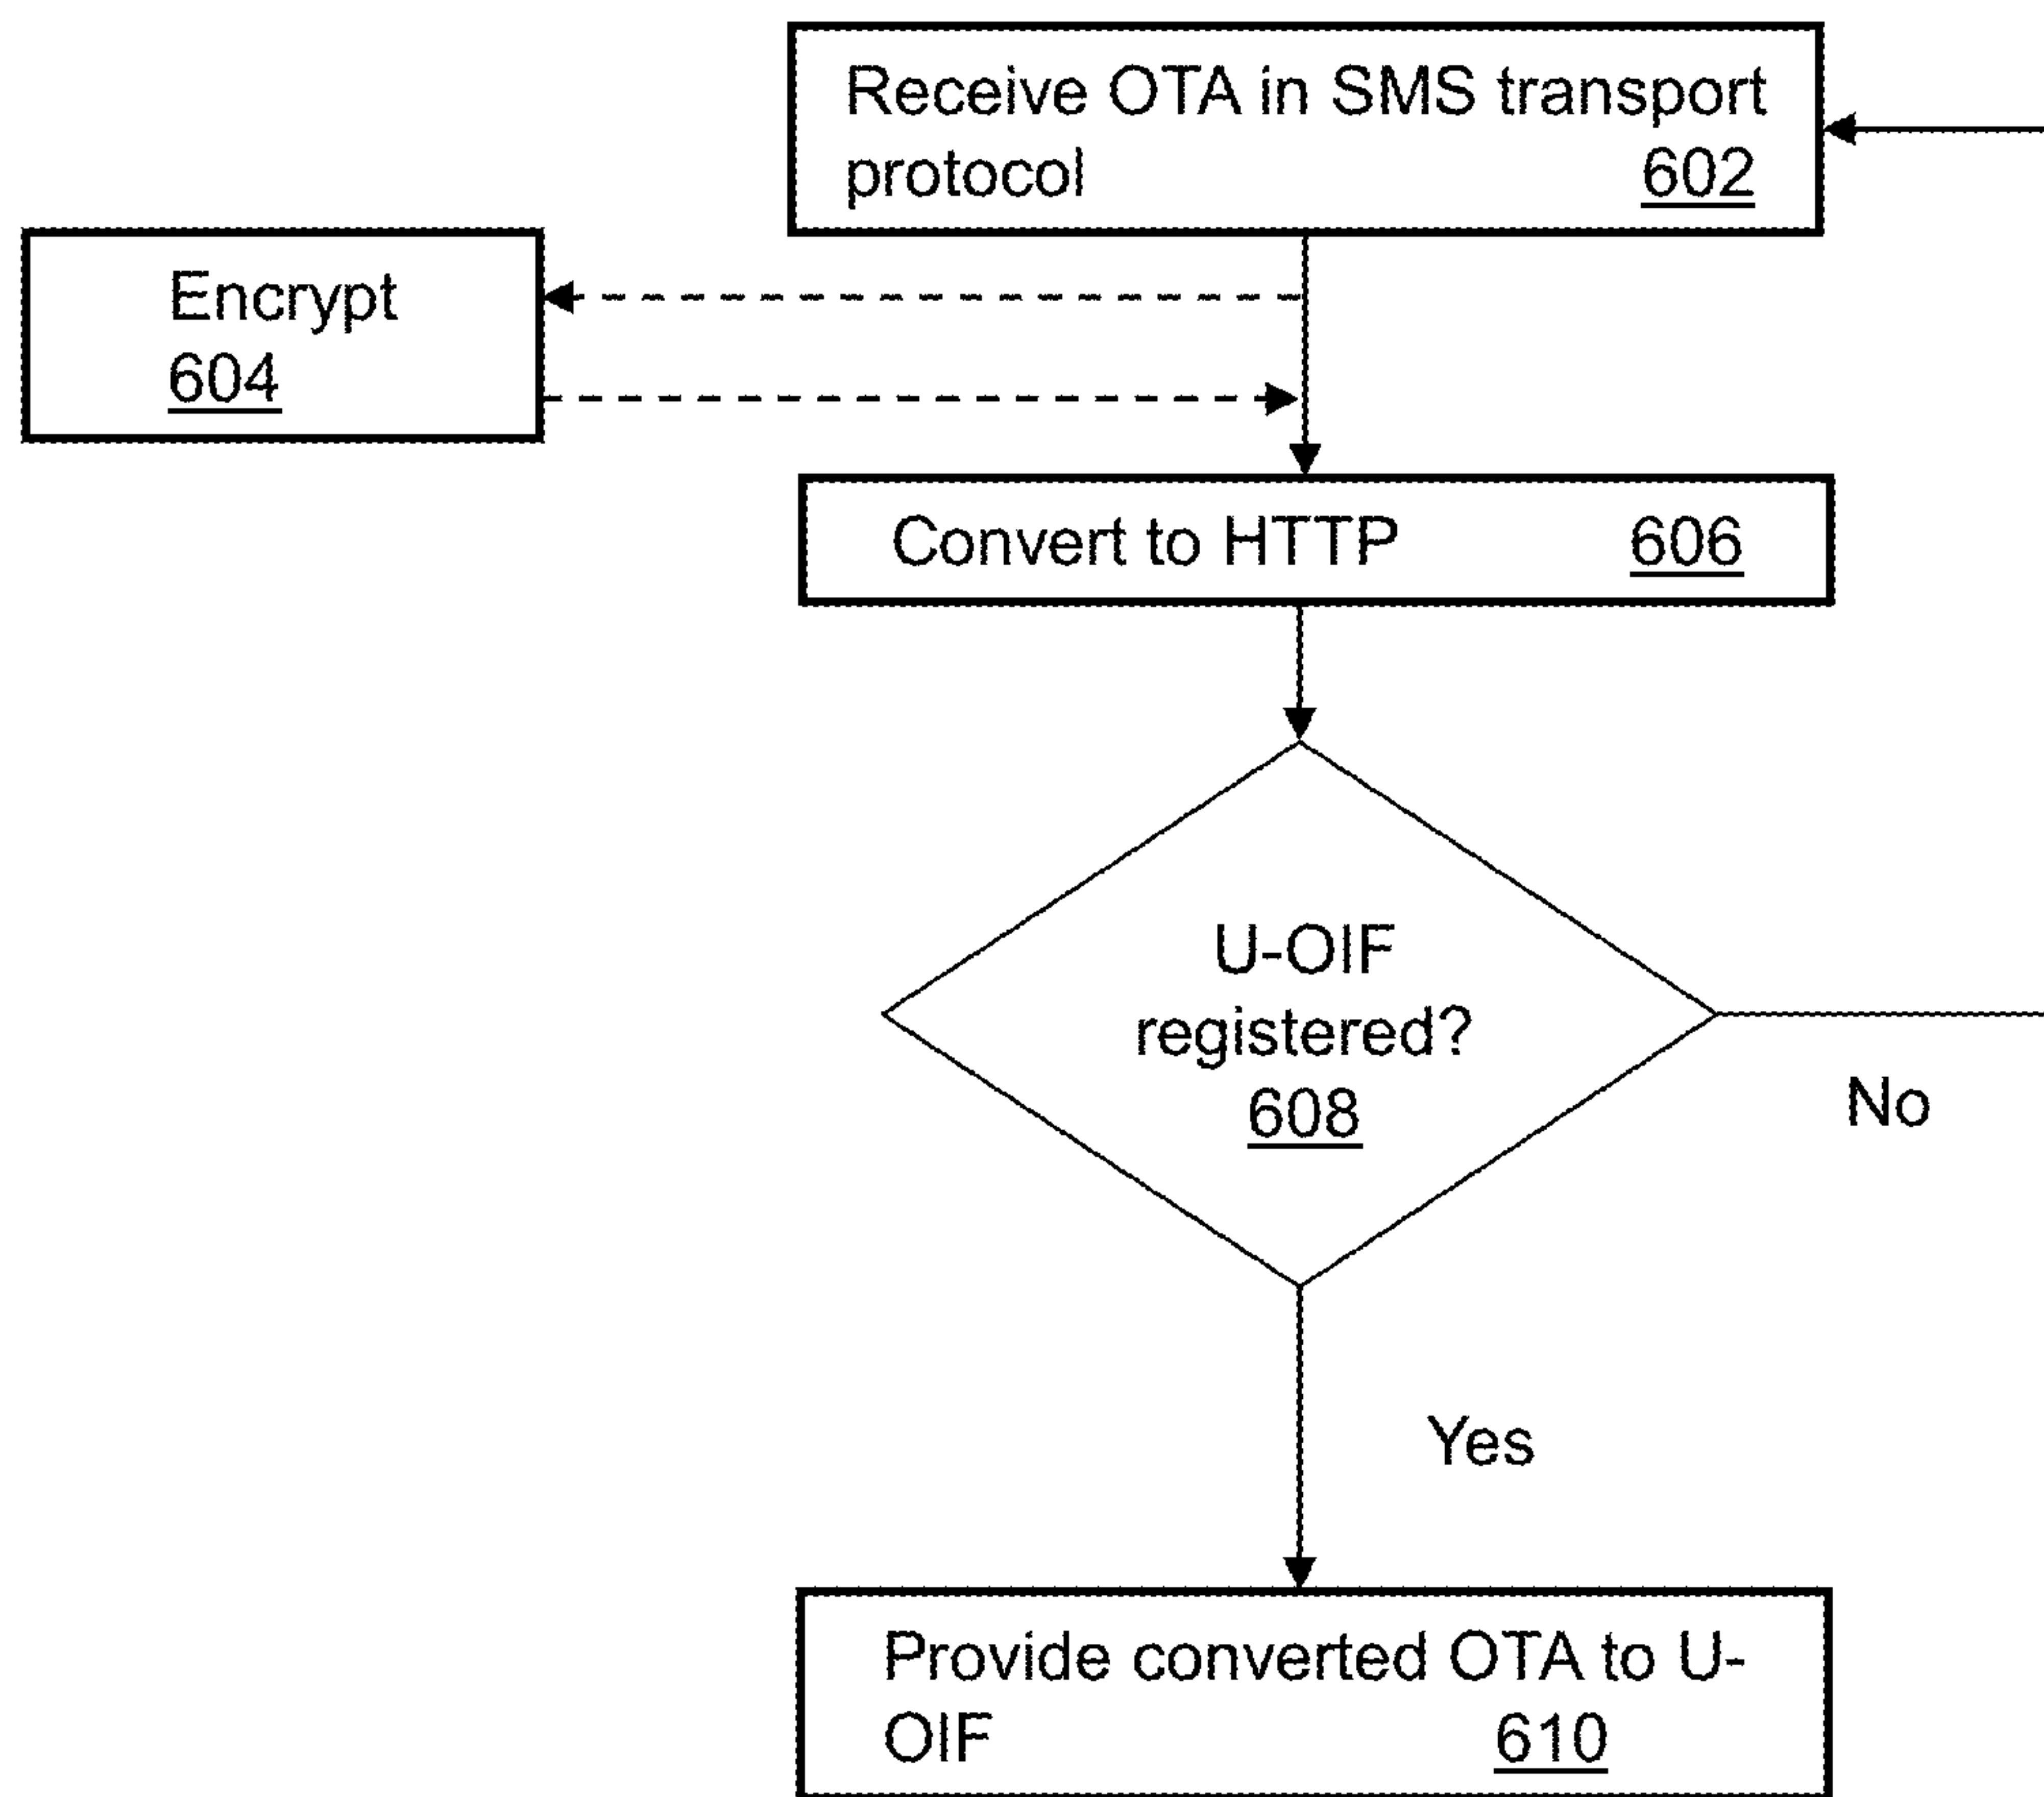 Receive OTA in SMS transport
protocol 602
Encrypt
604
Convert to HTTP 606
U-OIF
registered?
608
No
Yes
Provide converted OTA to U-
OIF 610